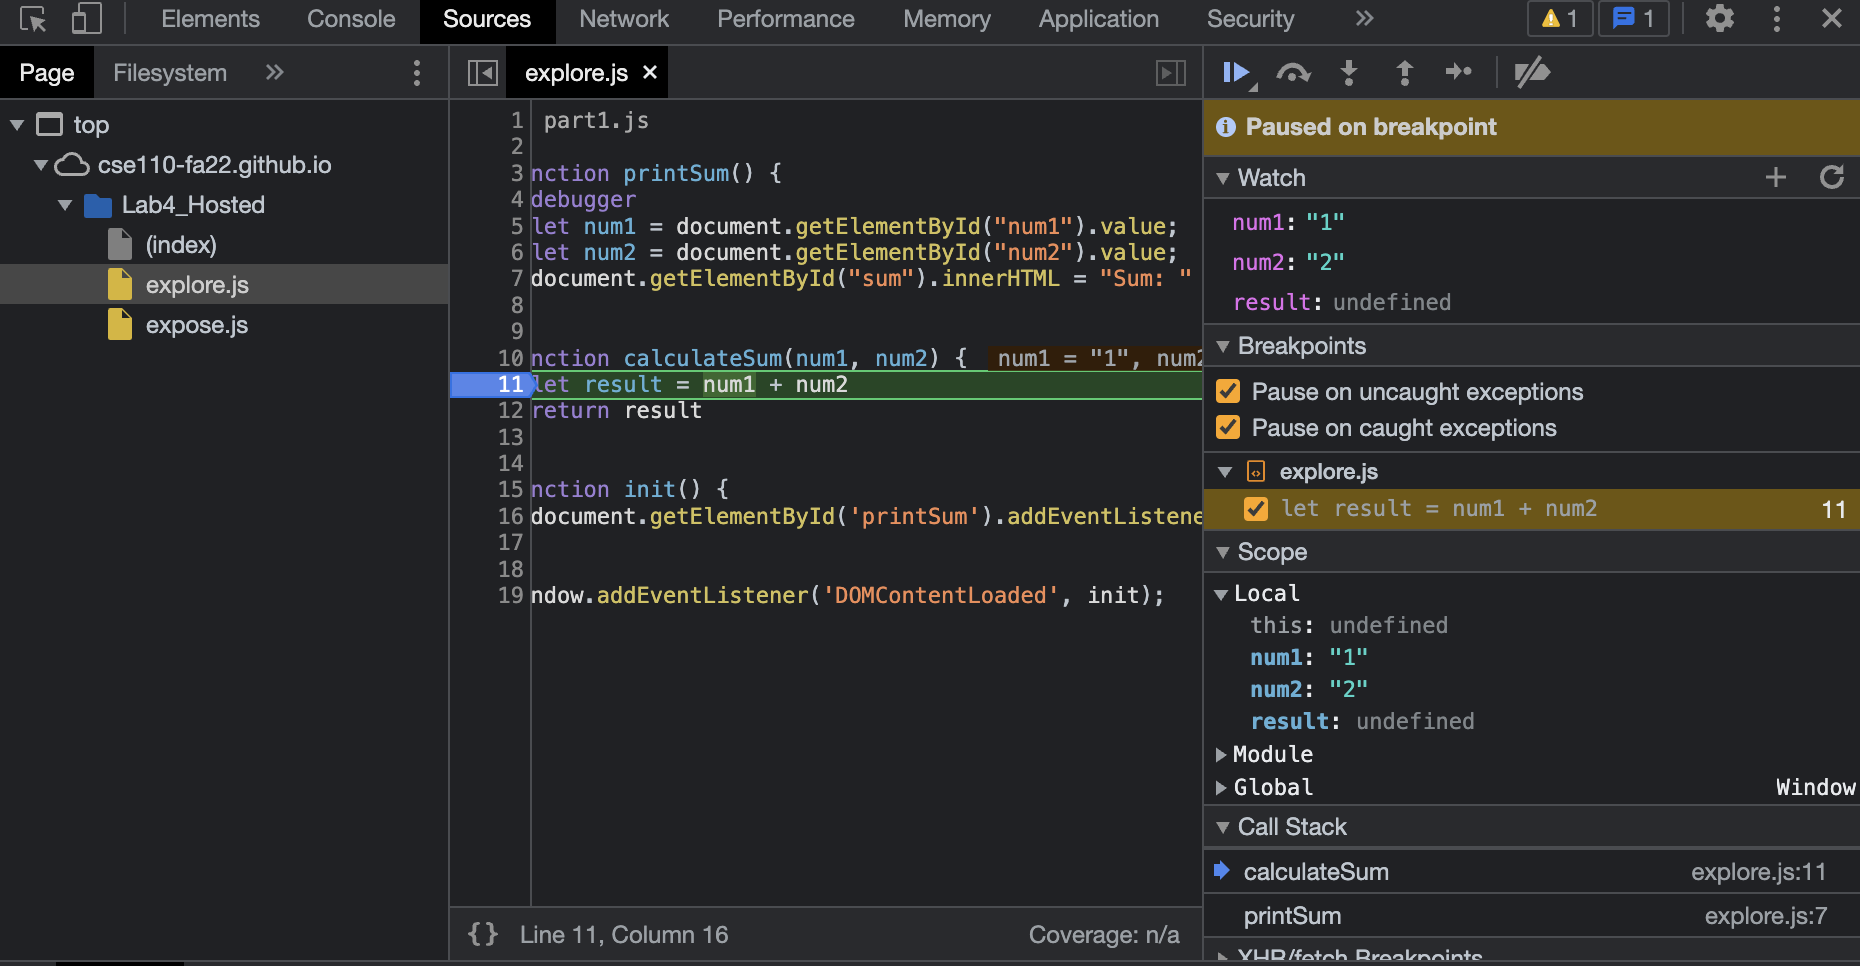 Elements Console Sources Network Performance Memory Application Security >> 1 1
Page Filesystem >>
top
cse110-fa22.github.io
Lab4_Hosted
(index)
explore.js
expose.js
explore.js ×
1 part1.js
2
3 nction printSum() {
4 debugger
5 let num1 = document.getElementById("num1").value;
6 let num2 = document.getElementById("num2").value;
7 document.getElementById("sum").innerHTML = "Sum: "
8
9
10 nction calculateSum(num1, num2) { num1 = "1", num2
11 let result = num1 + num2
12 return result
13
14
15 nction init() {
16 document.getElementById('printSum').addEventListene
17
18
19 ndow.addEventListener('DOMContentLoaded', init);
{} Line 11, Column 16 Coverage: n/a
Paused on breakpoint
Watch
num1: "1"
num2: "2"
result: undefined
Breakpoints
Pause on uncaught exceptions
Pause on caught exceptions
explore.js
let result = num1 + num2 11
Scope
Local
this: undefined
num1: "1"
num2: "2"
result: undefined
Module
Global Window
Call Stack
calculateSum explore.js:11
printSum explore.js:7
XHR/fetch Breakpoints